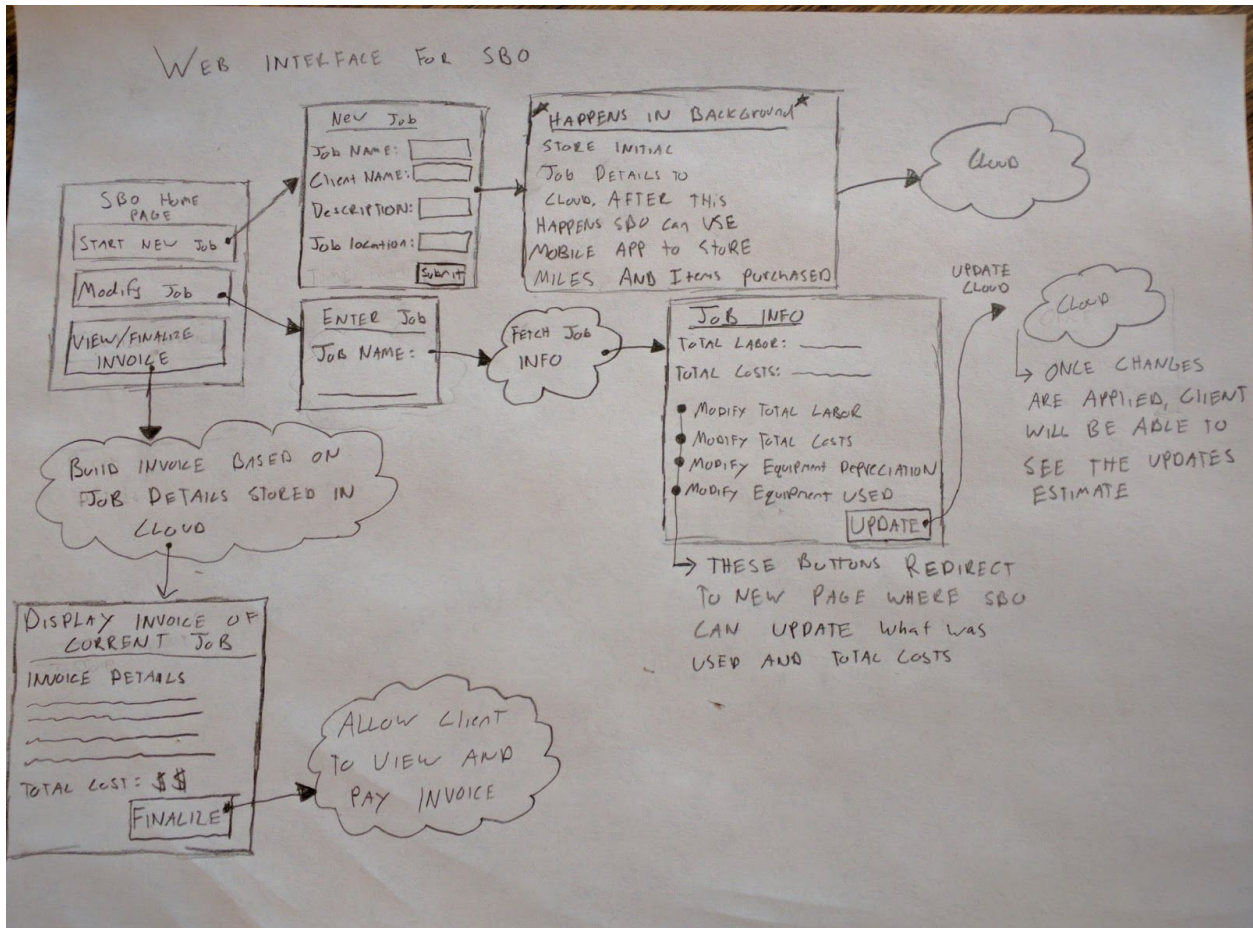 WEB INTERFACE FOR SBO
SBO HOME
PAGE
START NEW Job
Modify Job
VIEW/FINALIZE
INVOICE
New Job
Job NAME:
Client NAME:
DESCRIPTION:
Job location:
Submit
HAPPENS IN BACKGround
STORE INITIAL
JOB DETAILS TO
CLOUD. AFTER THIS
HAPPENS SBO Can USE
MOBILE APP to StORE
MILES AND Items PURCHASED
CLOUD
ENTER Job
JOB NAME:
FETCH Job
INFO
JOB INFO
TOTAL LABOR:
TOTAL COSTS:
MODIFY TOTAL LABOR
MODIFY TOTAL COSTS
MODIFY Equipment DEPRECIATION
MODIFY Equipment USED
UPDATE
THESE BUTTONS REDIRECT
TO NEW PAGE WHERE SBO
CAN UPDATE What was
USED AND TOTAL COSTS
UPDATE
CLOUD
CLOUD
ONCE CHANGES
ARE APPLIED, CLIENT
WILL BE ABLE TO
SEE THE UPDATES
ESTIMATE
BUILD INVOICE BASED ON
JOB DETAILS STORED IN
CLOUD
DISPLAY INVOICE OF
CURRENT JOB
INVOICE DETAILS
TOTAL COST: $$
FINALIZE
ALLOW Client
TO VIEW AND
PAY INVOICE